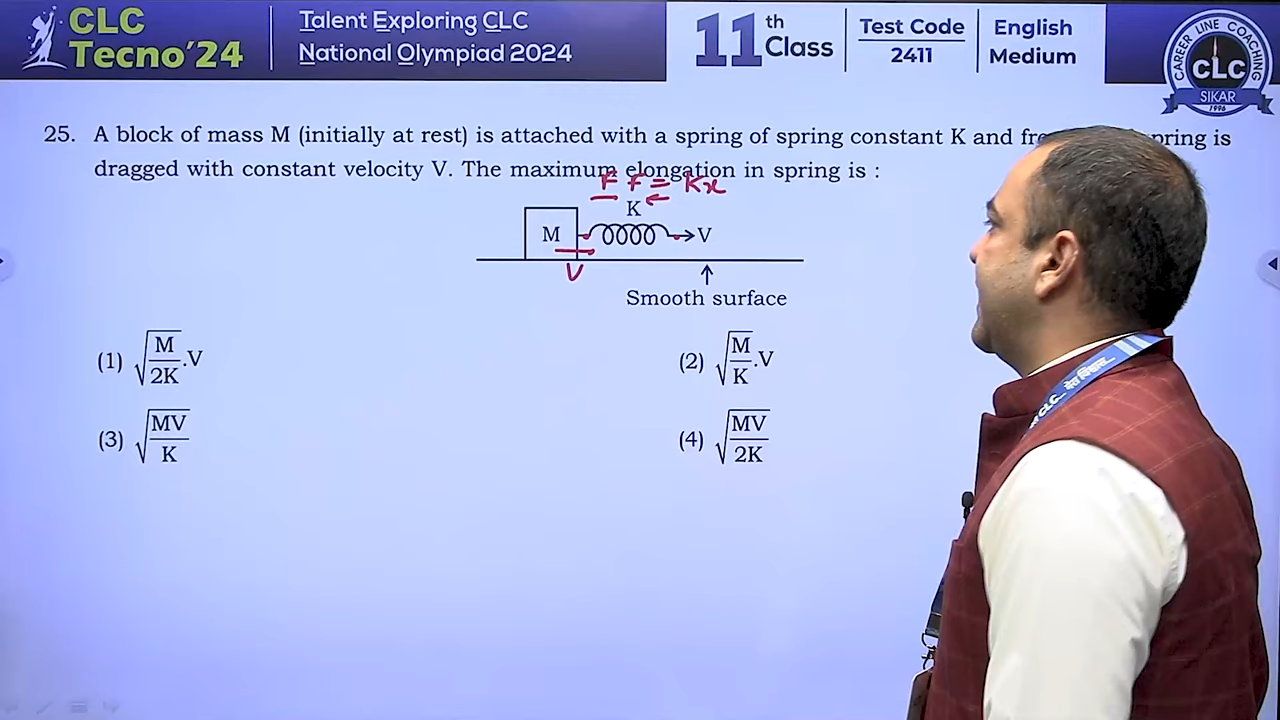 CLC
Tecno'24
Talent Exploring CLC
National Olympiad 2024
11th Class
Test Code
2411
English
Medium
CAREER LINE COACHING
CLC
SIKAR
1996
25. A block of mass M (initially at rest) is attached with a spring of spring constant K and spring is
dragged with constant velocity V. The maximum elongation in spring is :
F F = Kx
K
M
V
V
Smooth surface
(1) √(M/2K).V
(2) √(M/K).V
(3) √(MV/K)
(4) √(MV/2K)
CLC